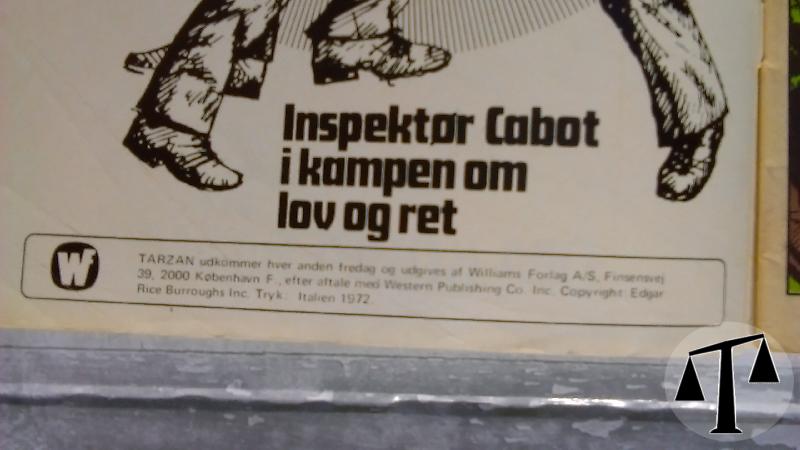 Inspektør Cabot
i kampen om
lov og ret
Wf
TARZAN udkommer hver anden fredag og udgives af Williams Forlag A/S, Finsensvej
39, 2000 København F., efter aftale med Western Publishing Co. Inc. Copyright: Edgar
Rice Burroughs Inc. Tryk: Italien 1972.